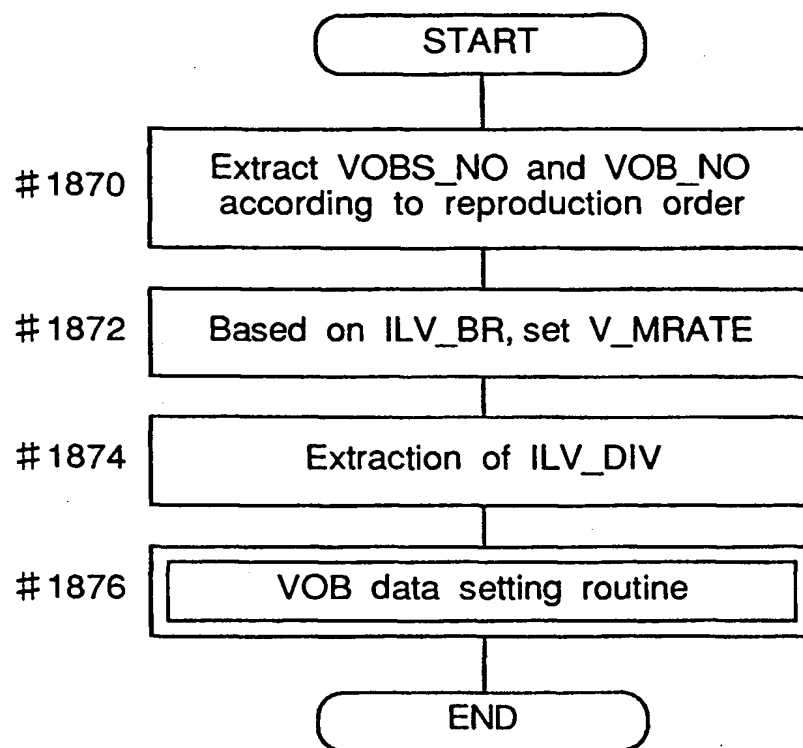 START
#1870
Extract VOBS_NO and VOB_NO
according to reproduction order
#1872
Based on ILV_BR, set V_MRATE
#1874
Extraction of ILV_DIV
#1876
VOB data setting routine
END